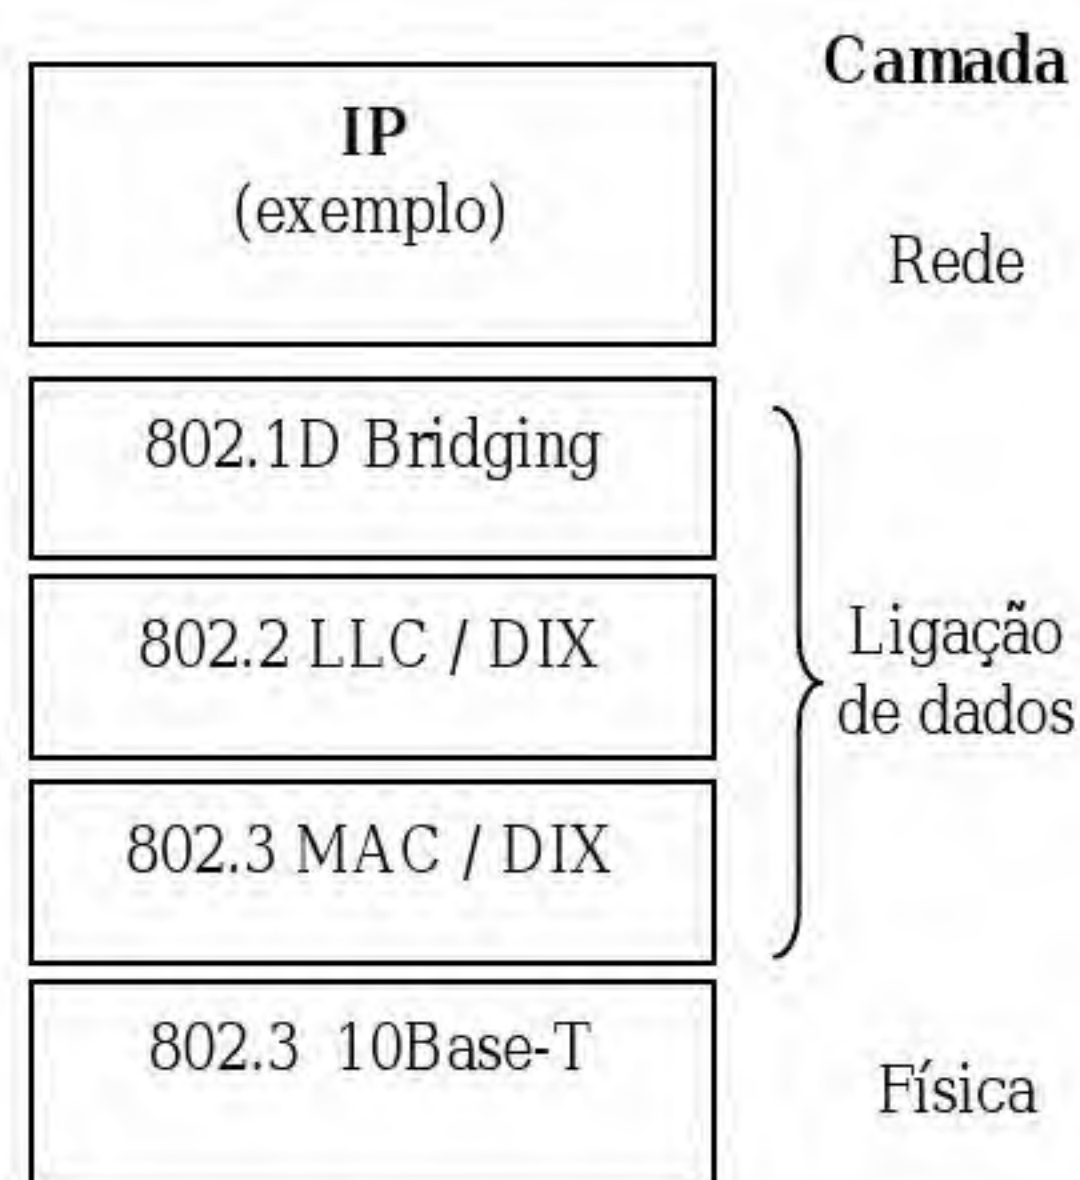 Camada
IP
(exemplo)
Rede
802.1D Bridging
802.2 LLC / DIX
Ligação
de dados
802.3 MAC / DIX
802.3 10Base-T
Física